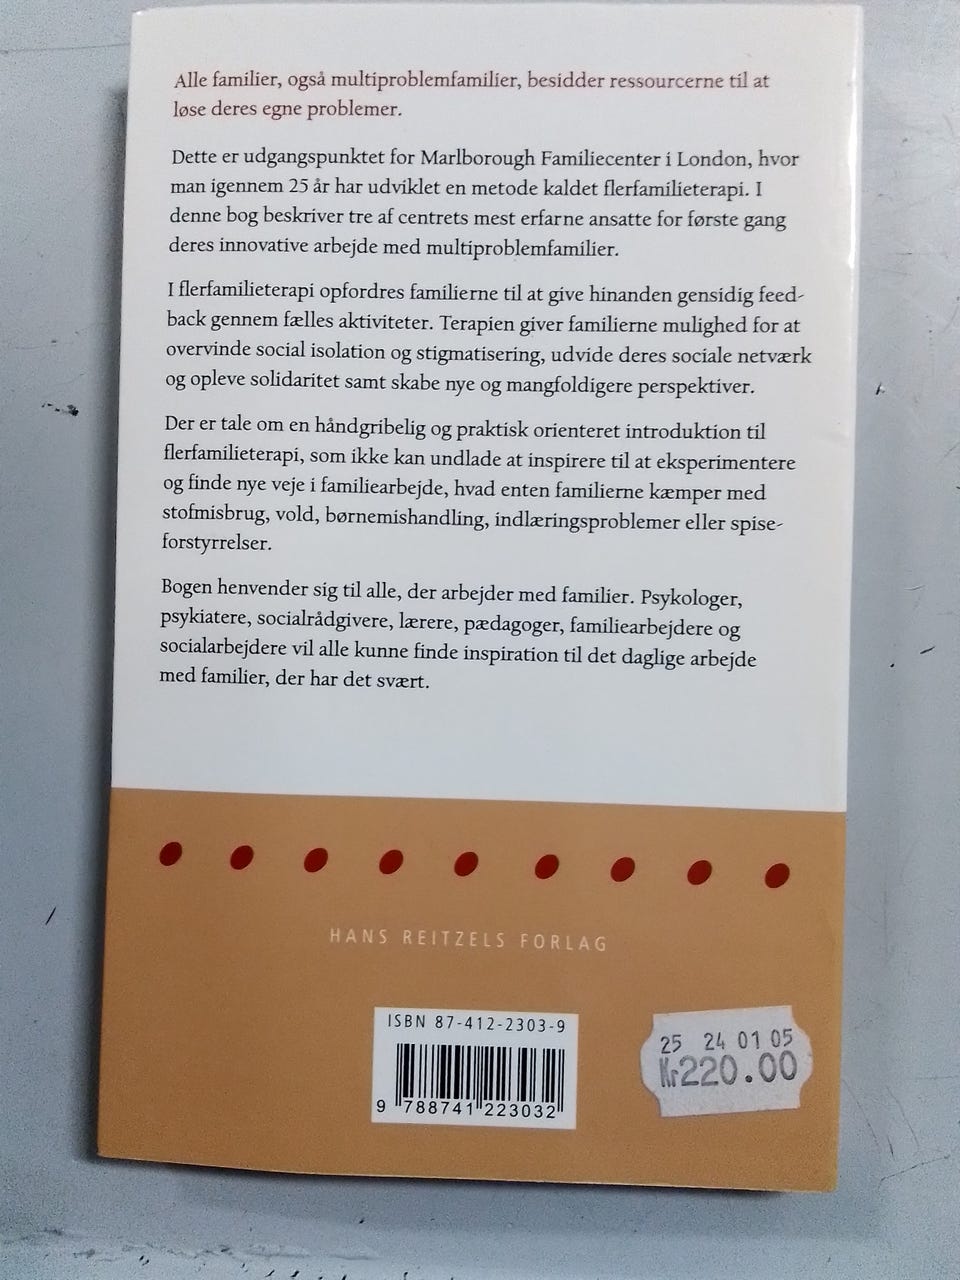 Alle familier, også multiproblemfamilier, besidder ressourcerne til at
løse deres egne problemer.
Dette er udgangspunktet for Marlborough Familiecenter i London, hvor
man igennem 25 år har udviklet en metode kaldet flerfamilieterapi. I
denne bog beskriver tre af centrets mest erfarne ansatte for første gang
deres innovative arbejde med multiproblemfamilier.
I flerfamilieterapi opfordres familierne til at give hinanden gensidig feed-
back gennem fælles aktiviteter. Terapien giver familierne mulighed for at
overvinde social isolation og stigmatisering, udvide deres sociale netværk
og opleve solidaritet samt skabe nye og mangfoldigere perspektiver.
Der er tale om en håndgribelig og praktisk orienteret introduktion til
flerfamilieterapi, som ikke kan undlade at inspirere til at eksperimentere
og finde nye veje i familiearbejde, hvad enten familierne kæmper med
stofmisbrug, vold, børnemishandling, indlæringsproblemer eller spise-
forstyrrelser.
Bogen henvender sig til alle, der arbejder med familier. Psykologer,
psykiatere, socialrådgivere, lærere, pædagoger, familiearbejdere og
socialarbejdere vil alle kunne finde inspiration til det daglige arbejde
med familier, der har det svært.
HANS REITZELS FORLAG
ISBN 87-412-2303-9
9 788741 223032
25 24 01 05
Kr220.00